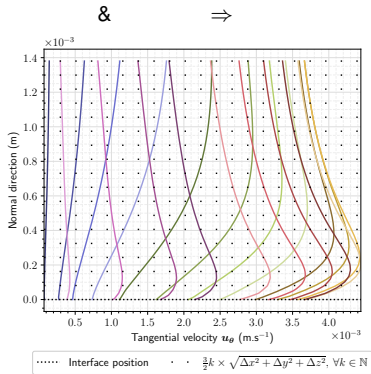 & ⇒
×10⁻³
1.4
1.2
1.0
0.8
0.6
0.4
0.2
0.0
Normal direction (m)
0.5 1.0 1.5 2.0 2.5 3.0 3.5 4.0
Tangential velocity u_θ (m.s⁻¹)
×10⁻³
Interface position
3/2 k × √(Δx² + Δy² + Δz²), ∀k ∈ ℕ